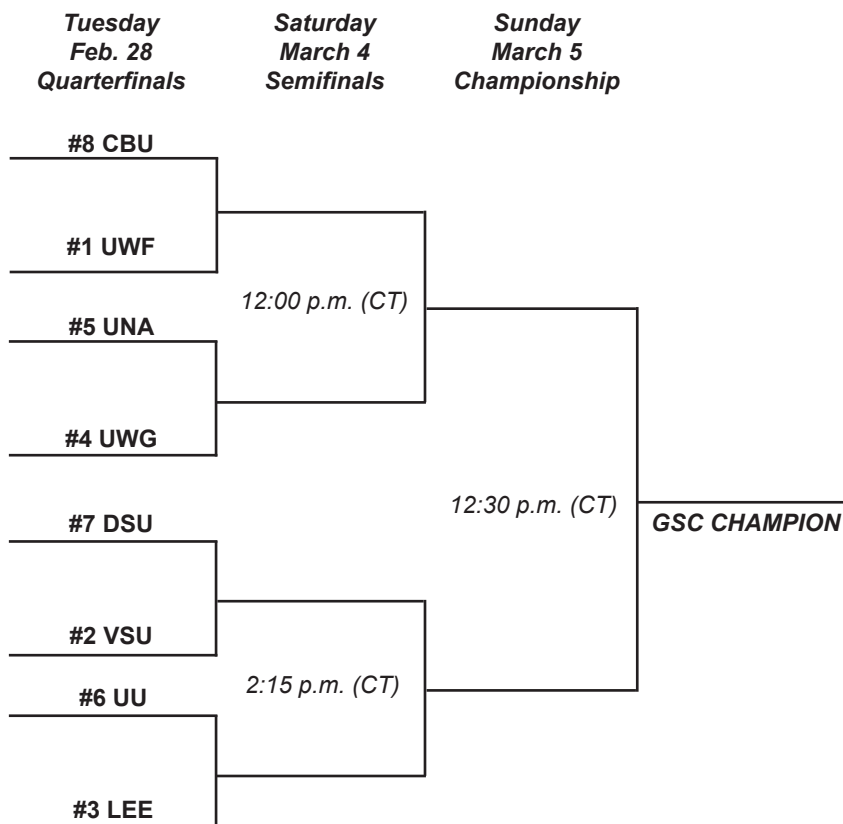 Tuesday
Feb. 28
Quarterfinals
Saturday
March 4
Semifinals
Sunday
March 5
Championship
#8 CBU
#1 UWF
12:00 p.m. (CT)
#5 UNA
#4 UWG
12:30 p.m. (CT)
GSC CHAMPION
#7 DSU
#2 VSU
2:15 p.m. (CT)
#6 UU
#3 LEE